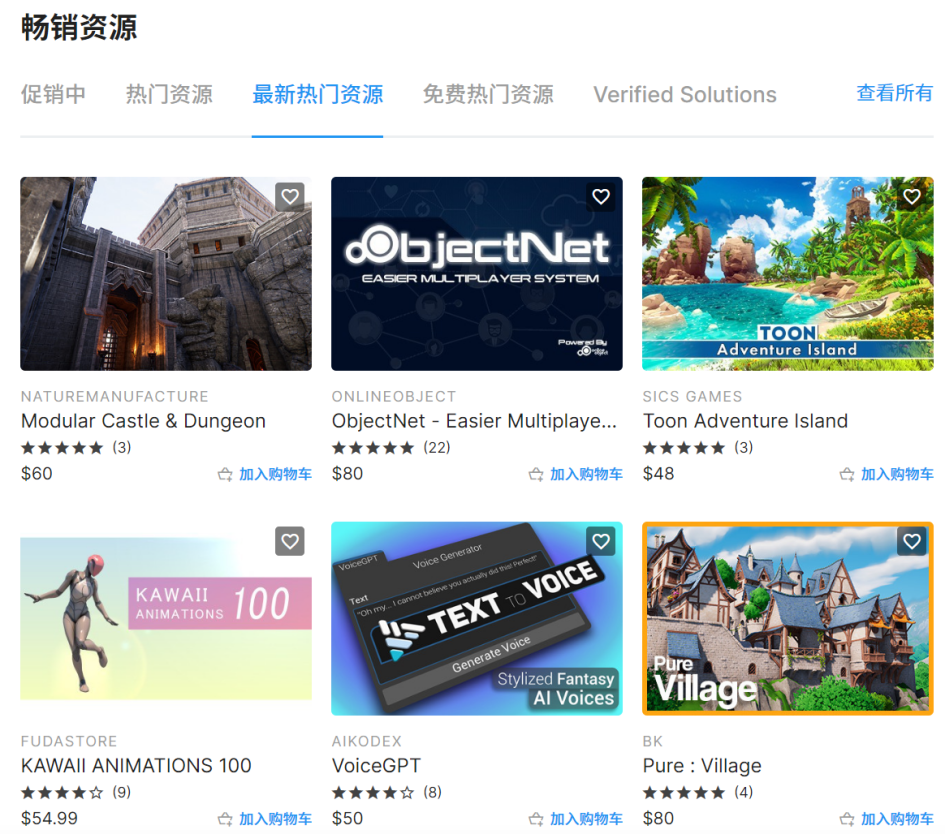 畅销资源
促销中 热门资源 最新热门资源 免费热门资源 Verified Solutions 查看所有
ObjectNet
EASIER MULTIPLAYER SYSTEM
Powered By
TOON
Adventure Island
NATUREMANUFACTURE ONLINEOBJECT SICS GAMES
Modular Castle & Dungeon ObjectNet - Easier Multiplaye... Toon Adventure Island
★★★★★ (3) ★★★★★ (22) ★★★★★ (3)
$60 加入购物车 $80 加入购物车 $48 加入购物车
KAWAII
ANIMATIONS 100
VoiceGPT
Voice Generator
Text
"Oh my... I cannot believe you actually did this! Perfect"
TEXT TO VOICE
Generate Voice
Stylized Fantasy
AI Voices
Pure
Village
FUDASTORE AIKODEX BK
KAWAII ANIMATIONS 100 VoiceGPT Pure : Village
★★★★☆ (9) ★★★★☆ (8) ★★★★★ (4)
$54.99 加入购物车 $50 加入购物车 $80 加入购物车